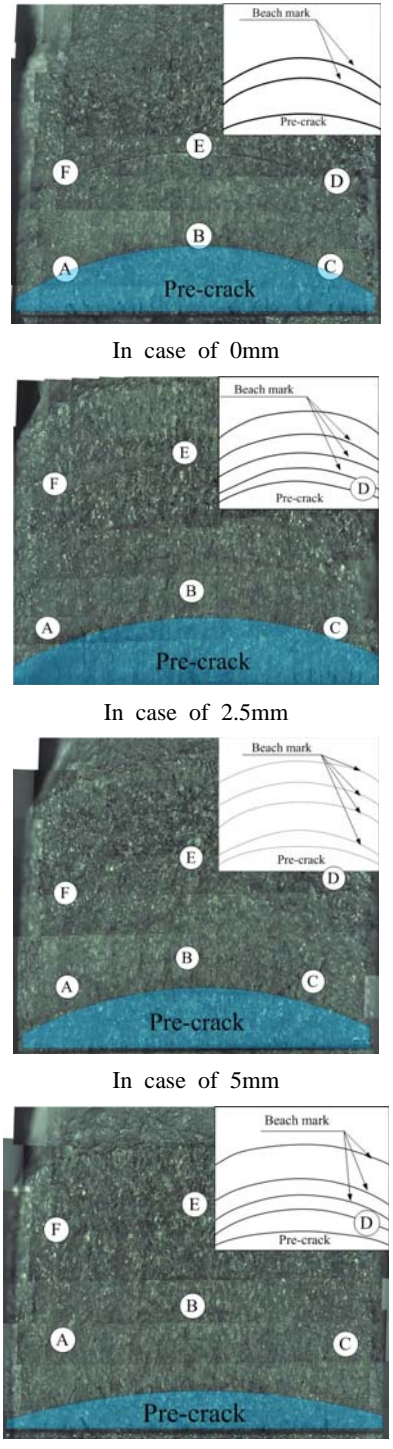 Beach mark
Pre-crack
E
F
D
B
A
C
Pre-crack
In case of 0mm
Beach mark
E
F
D
Pre-crack
B
A
C
Pre-crack
In case of 2.5mm
Beach mark
Pre-crack
E
D
F
B
C
A
Pre-crack
In case of 5mm
Beach mark
E
D
F
Pre-crack
B
A
C
Pre-crack